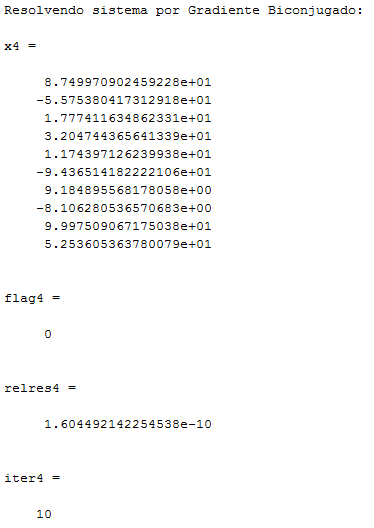 Resolvendo sistema por Gradiente Biconjugado:
x4 =
8.749970902459228e+01
-5.575380417312918e+01
1.777411634862331e+01
3.204744365641339e+01
1.174397126239938e+01
-9.436514182222106e+01
9.184895568178058e+00
-8.106280536570683e+00
9.997509067175038e+01
5.253605363780079e+01
flag4 =
0
relres4 =
1.604492142254538e-10
iter4 =
10